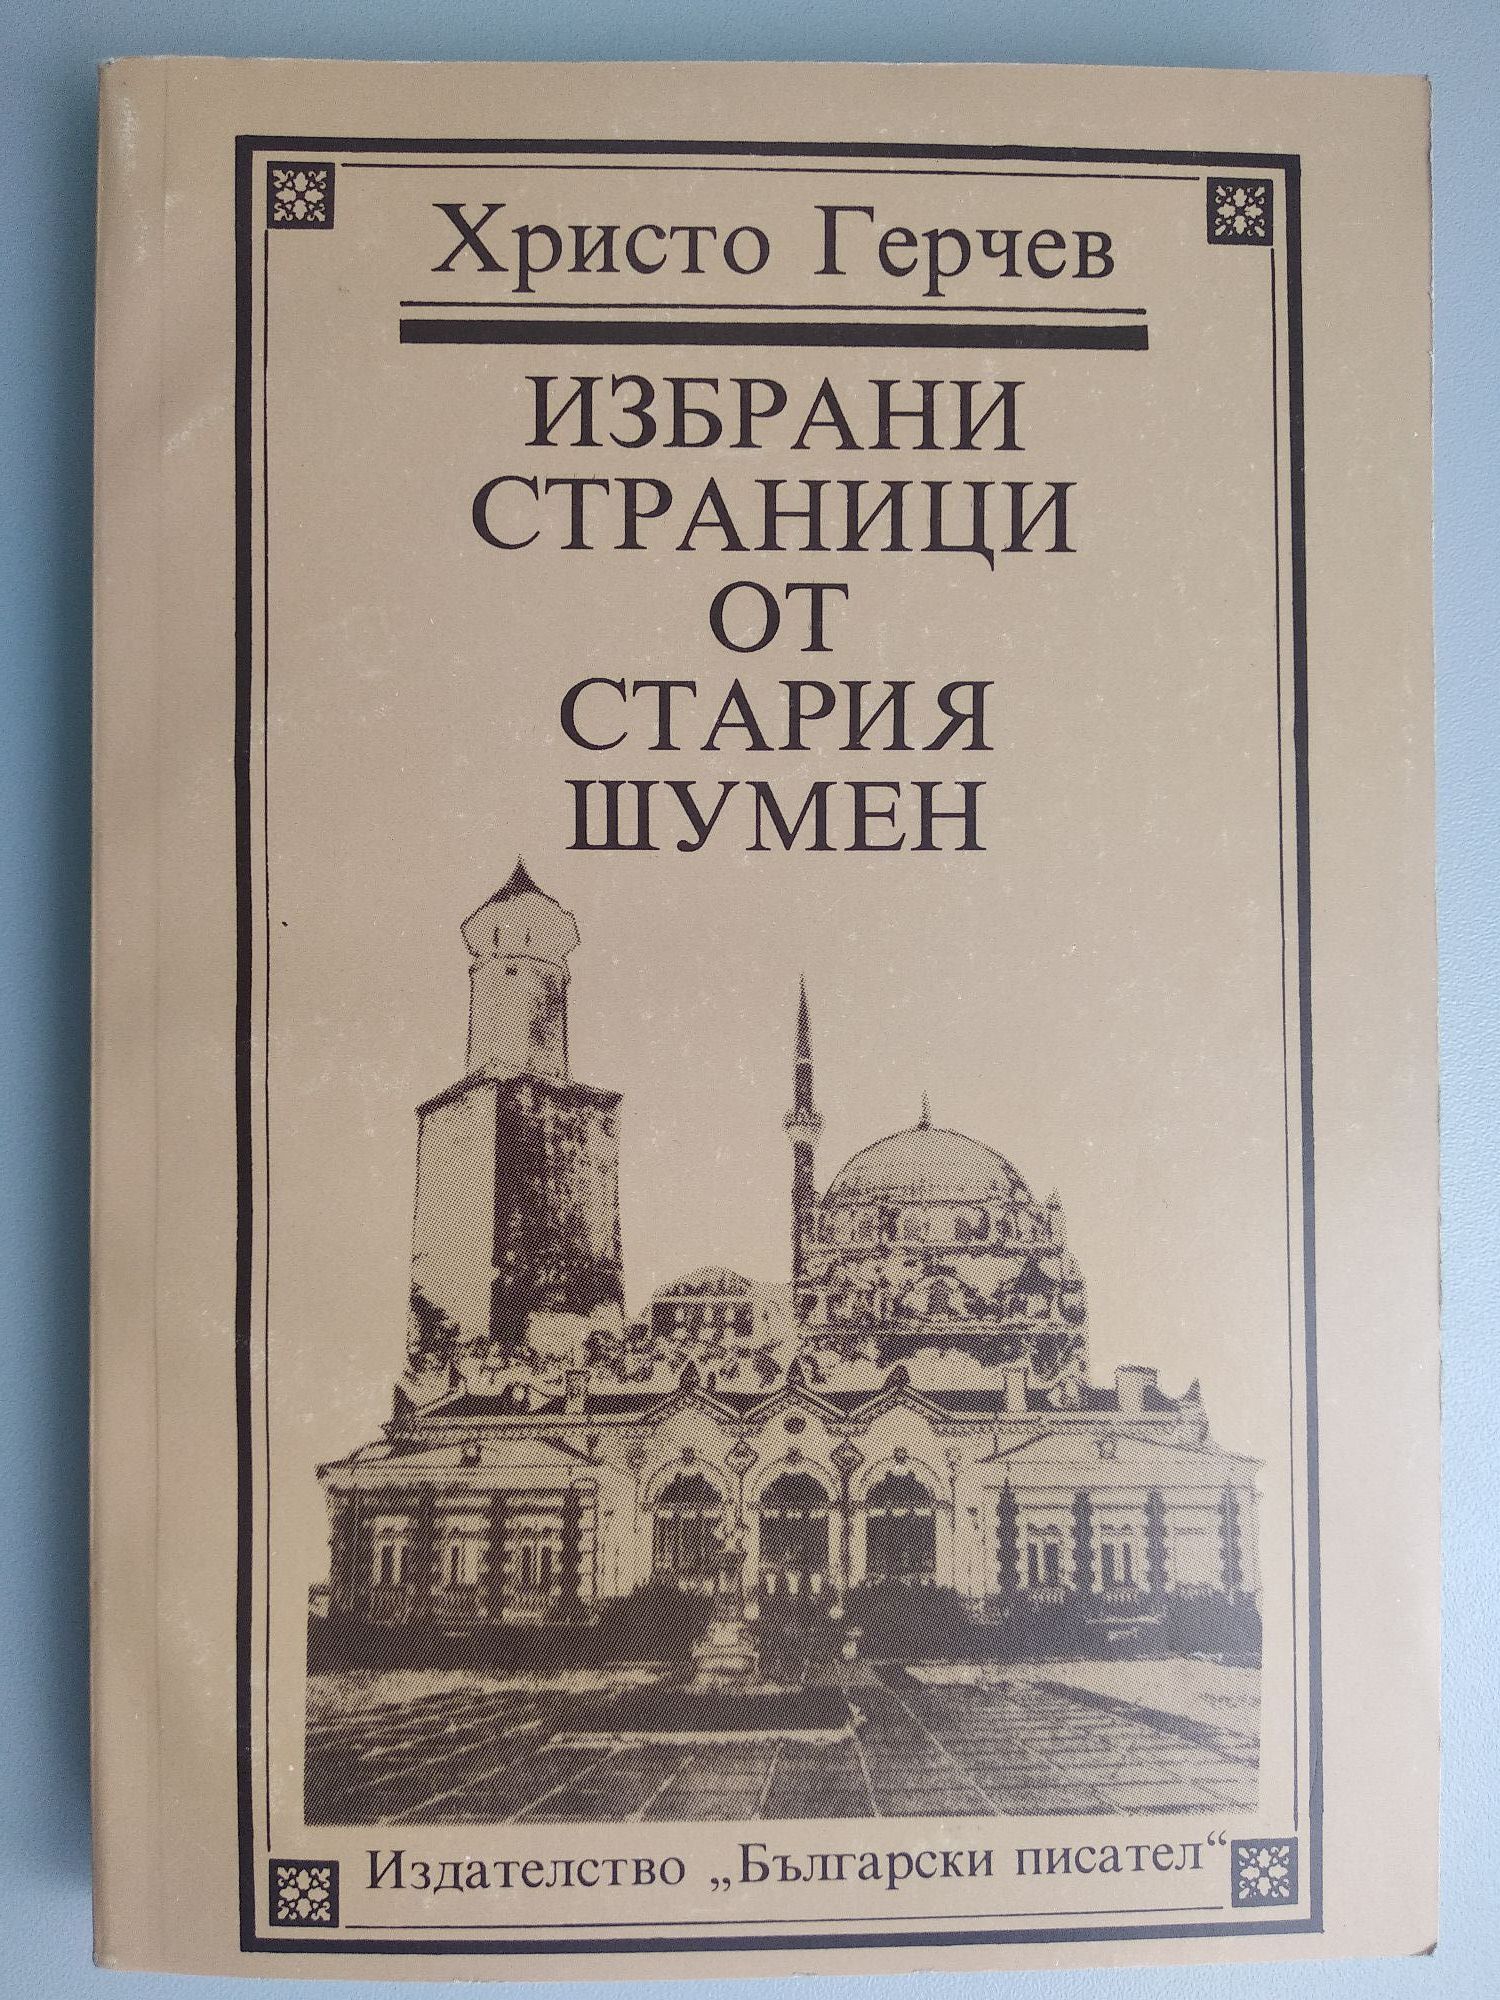 Христо Герчев
ИЗБРАНИ
СТРАНИЦИ
ОТ
СТАРИЯ
ШУМЕН
Издателство „Български писател“